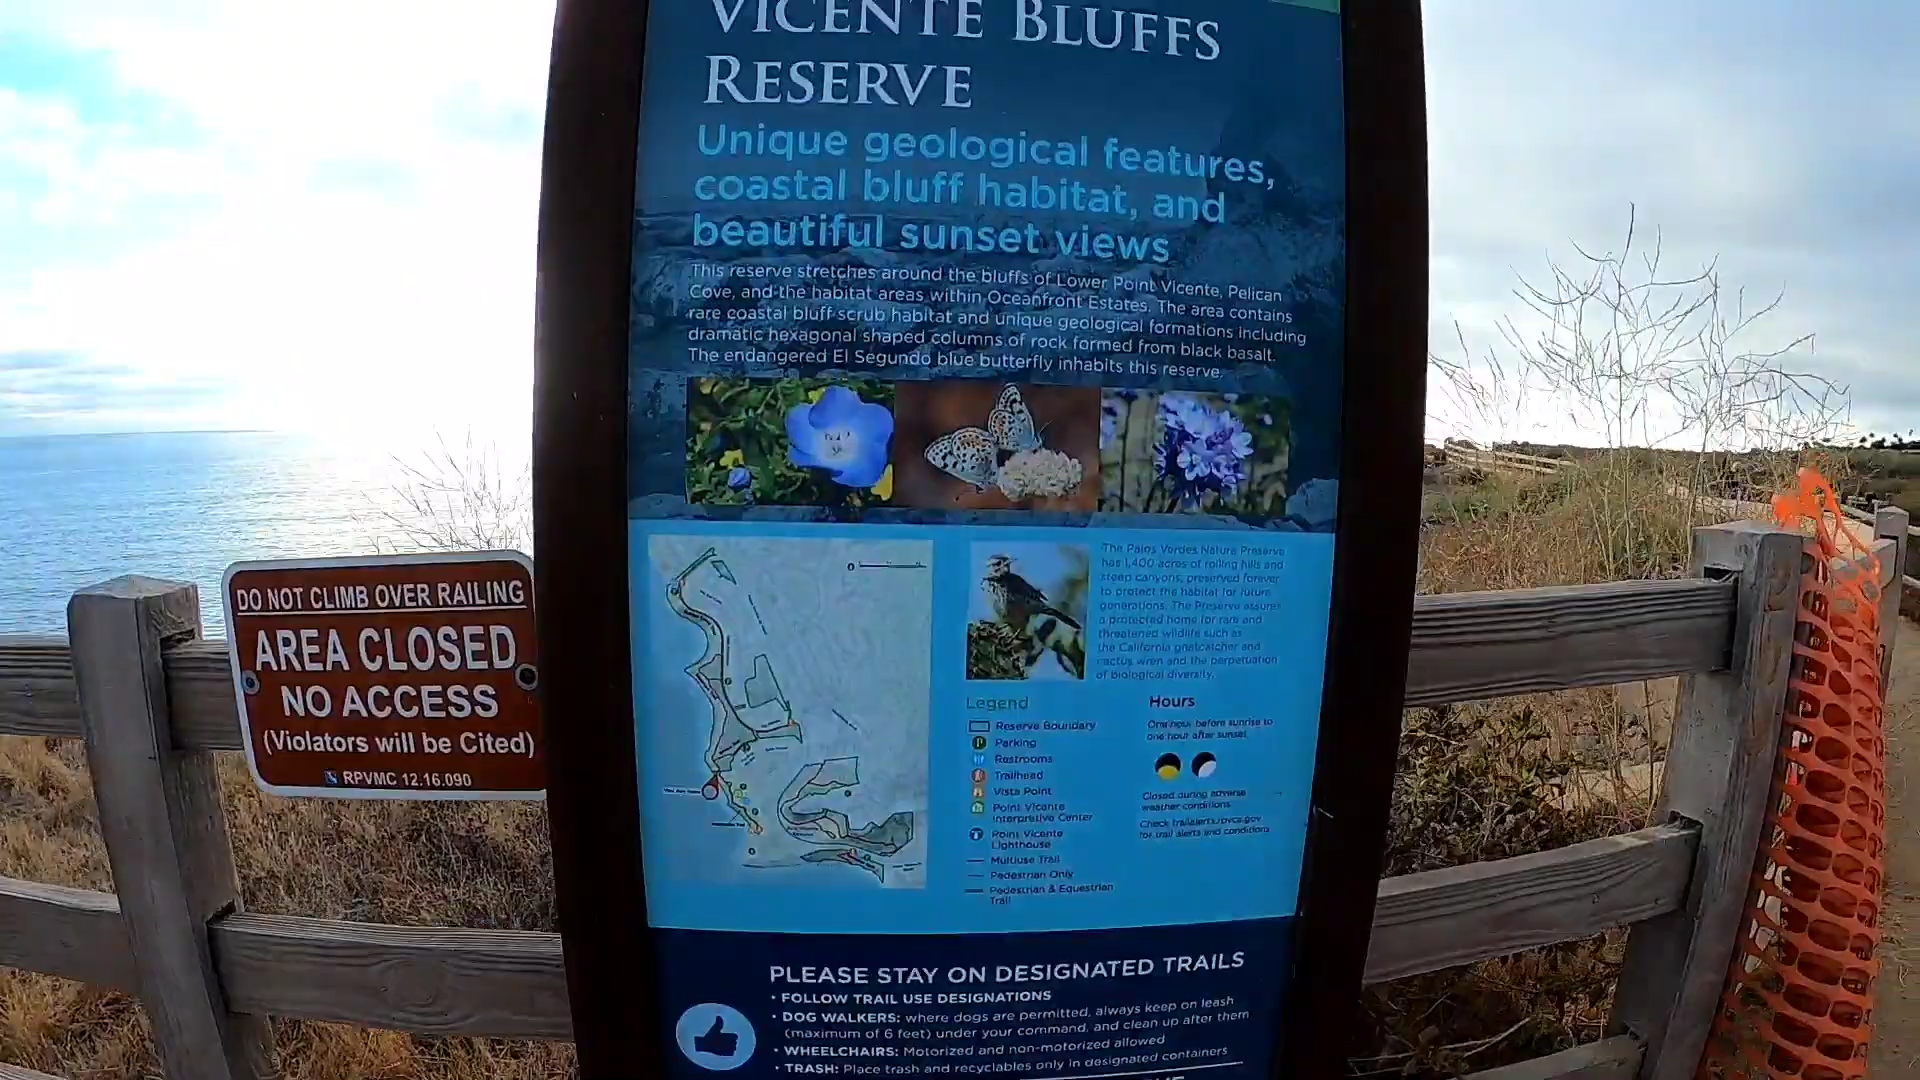 VICENTE BLUFFS
RESERVE
Unique geological features,
coastal bluff habitat, and
beautiful sunset views
This reserve stretches around the bluffs of Lower Point Vicente, Pelican
Cove, and the habitat areas within Oceanfront Estates. The area contains
rare coastal bluff scrub habitat and unique geological formations including
dramatic hexagonal shaped columns of rock formed from black basalt.
The endangered El Segundo blue butterfly inhabits this reserve.
The Palos Verdes Nature Preserve
has 1,400 acres of rolling hills and
steep canyons, preserved forever
to protect the habitat for future
generations. The Preserve assures
a protected home for rare and
threatened wildlife such as
the California gnatcatcher and
cactus wren and the perpetuation
of biological diversity.
Legend
Reserve Boundary
Parking
Restrooms
Trailhead
Vista Point
Point Vicente
Interpretive Center
Point Vicente
Lighthouse
Multiuse Trail
Pedestrian Only
Pedestrian & Equestrian
Trail
Hours
One hour before sunrise to
one hour after sunset
Closed during adverse
weather conditions.
Check trailalerts.rpvca.gov
for trail alerts and conditions
PLEASE STAY ON DESIGNATED TRAILS
• FOLLOW TRAIL USE DESIGNATIONS
• DOG WALKERS: where dogs are permitted, always keep on leash
(maximum of 6 feet) under your command, and clean up after them
• WHEELCHAIRS: Motorized and non-motorized allowed
• TRASH: Place trash and recyclables only in designated containers
DO NOT CLIMB OVER RAILING
AREA CLOSED
NO ACCESS
(Violators will be Cited)
RPVMC 12.16.090